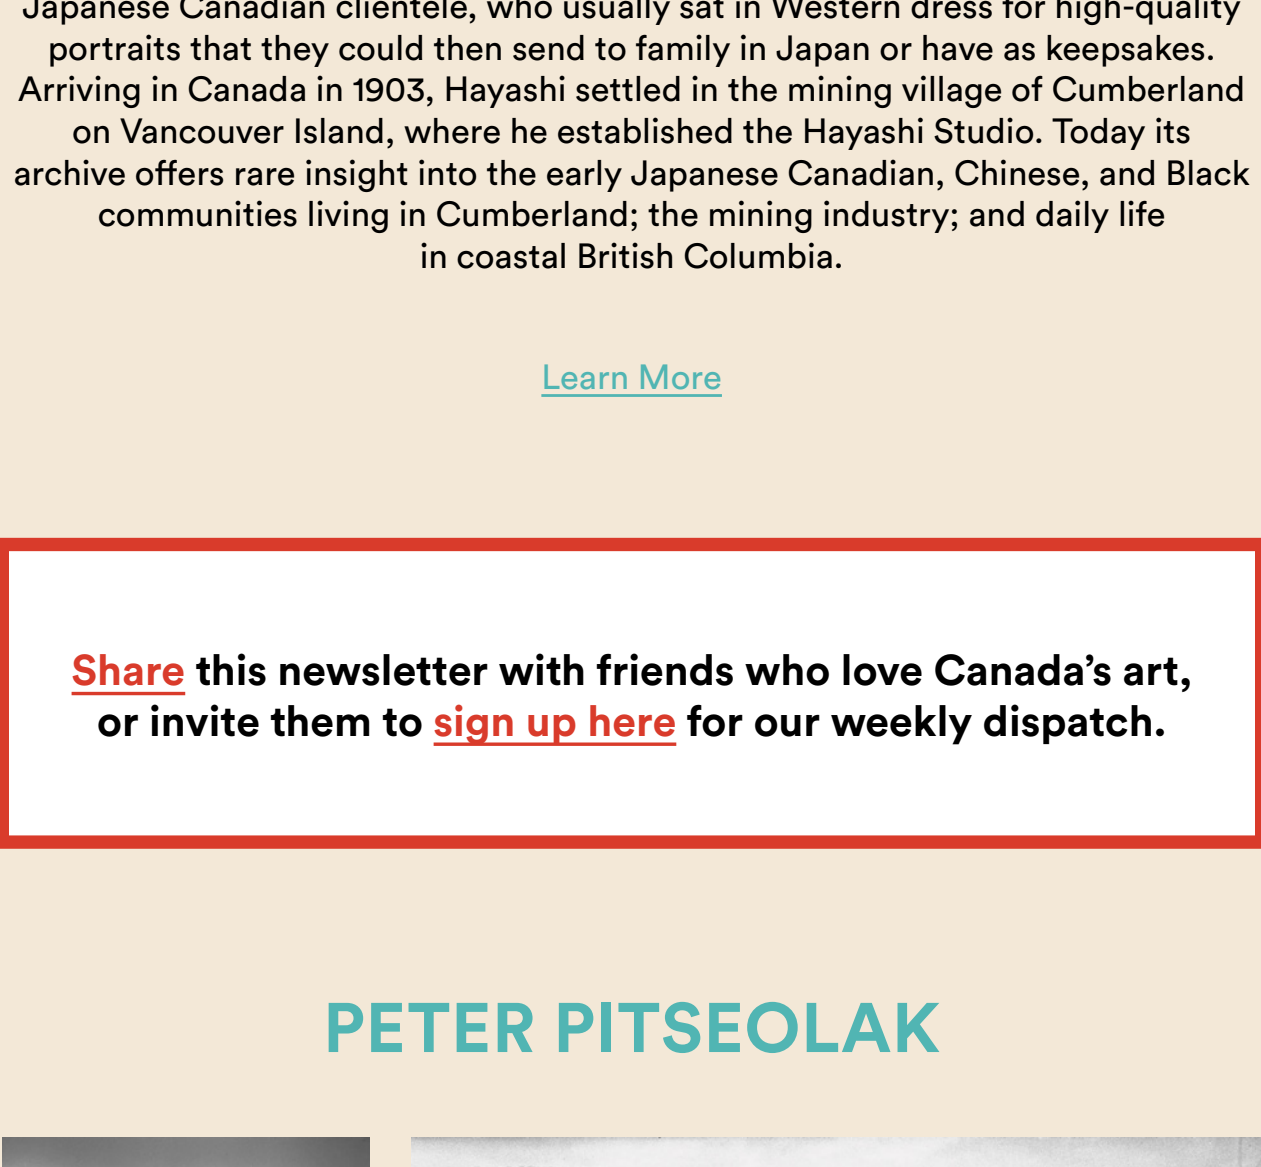 Japanese Canadian clientele, who usually sat in Western dress for high-quality
portraits that they could then send to family in Japan or have as keepsakes.
Arriving in Canada in 1903, Hayashi settled in the mining village of Cumberland
on Vancouver Island, where he established the Hayashi Studio. Today its
archive offers rare insight into the early Japanese Canadian, Chinese, and Black
communities living in Cumberland; the mining industry; and daily life
in coastal British Columbia.
Learn More
Share this newsletter with friends who love Canada’s art,
or invite them to sign up here for our weekly dispatch.
PETER PITSEOLAK